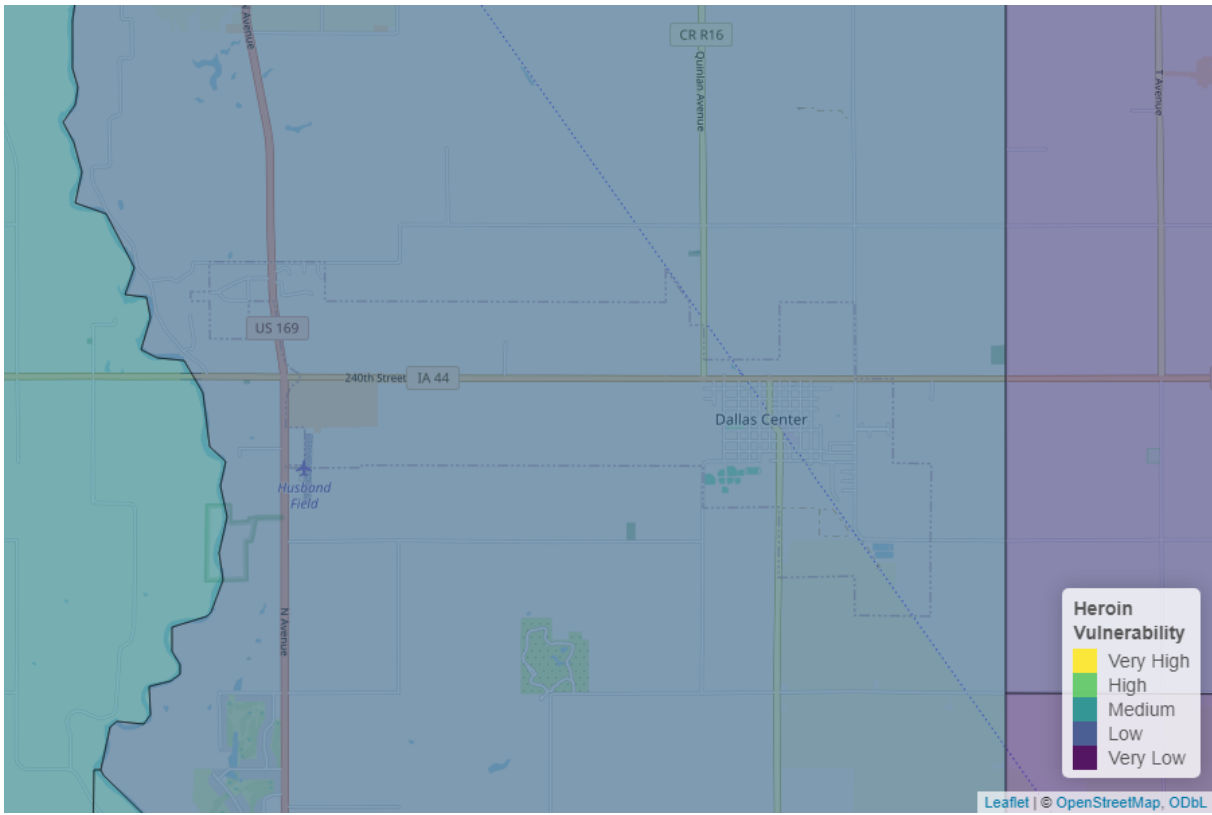 N Avenue
CR R16
Quinlan Avenue
T Avenue
US 169
240th Street
IA 44
Dallas Center
Husband
Field
N Avenue
Heroin
Vulnerability
Very High
High
Medium
Low
Very Low
Leaflet | © OpenStreetMap, ODbL